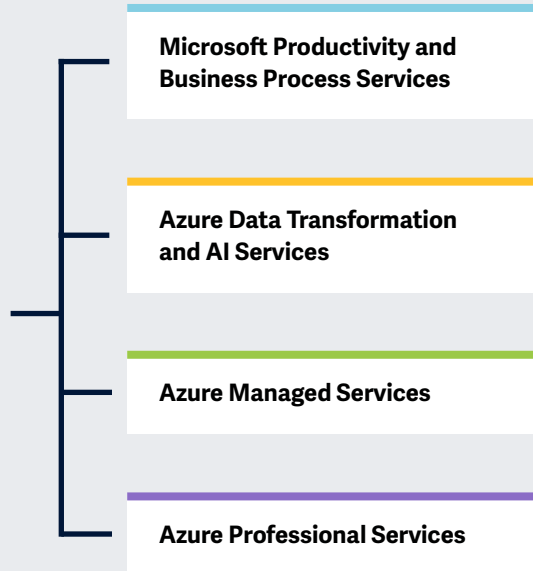 Microsoft Productivity and
Business Process Services
Azure Data Transformation
and AI Services
Azure Managed Services
Azure Professional Services